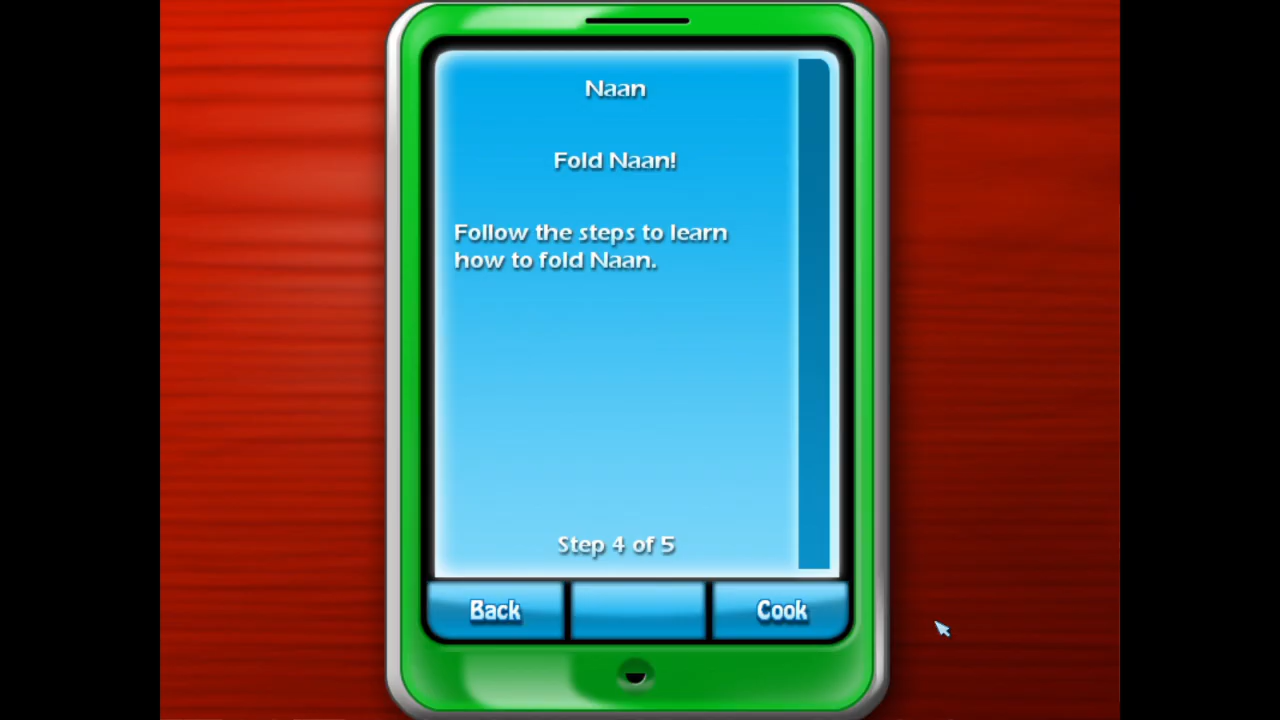 Naan
Fold Naan!
Follow the steps to learn
how to fold Naan.
Step 4 of 5
Back
Cook